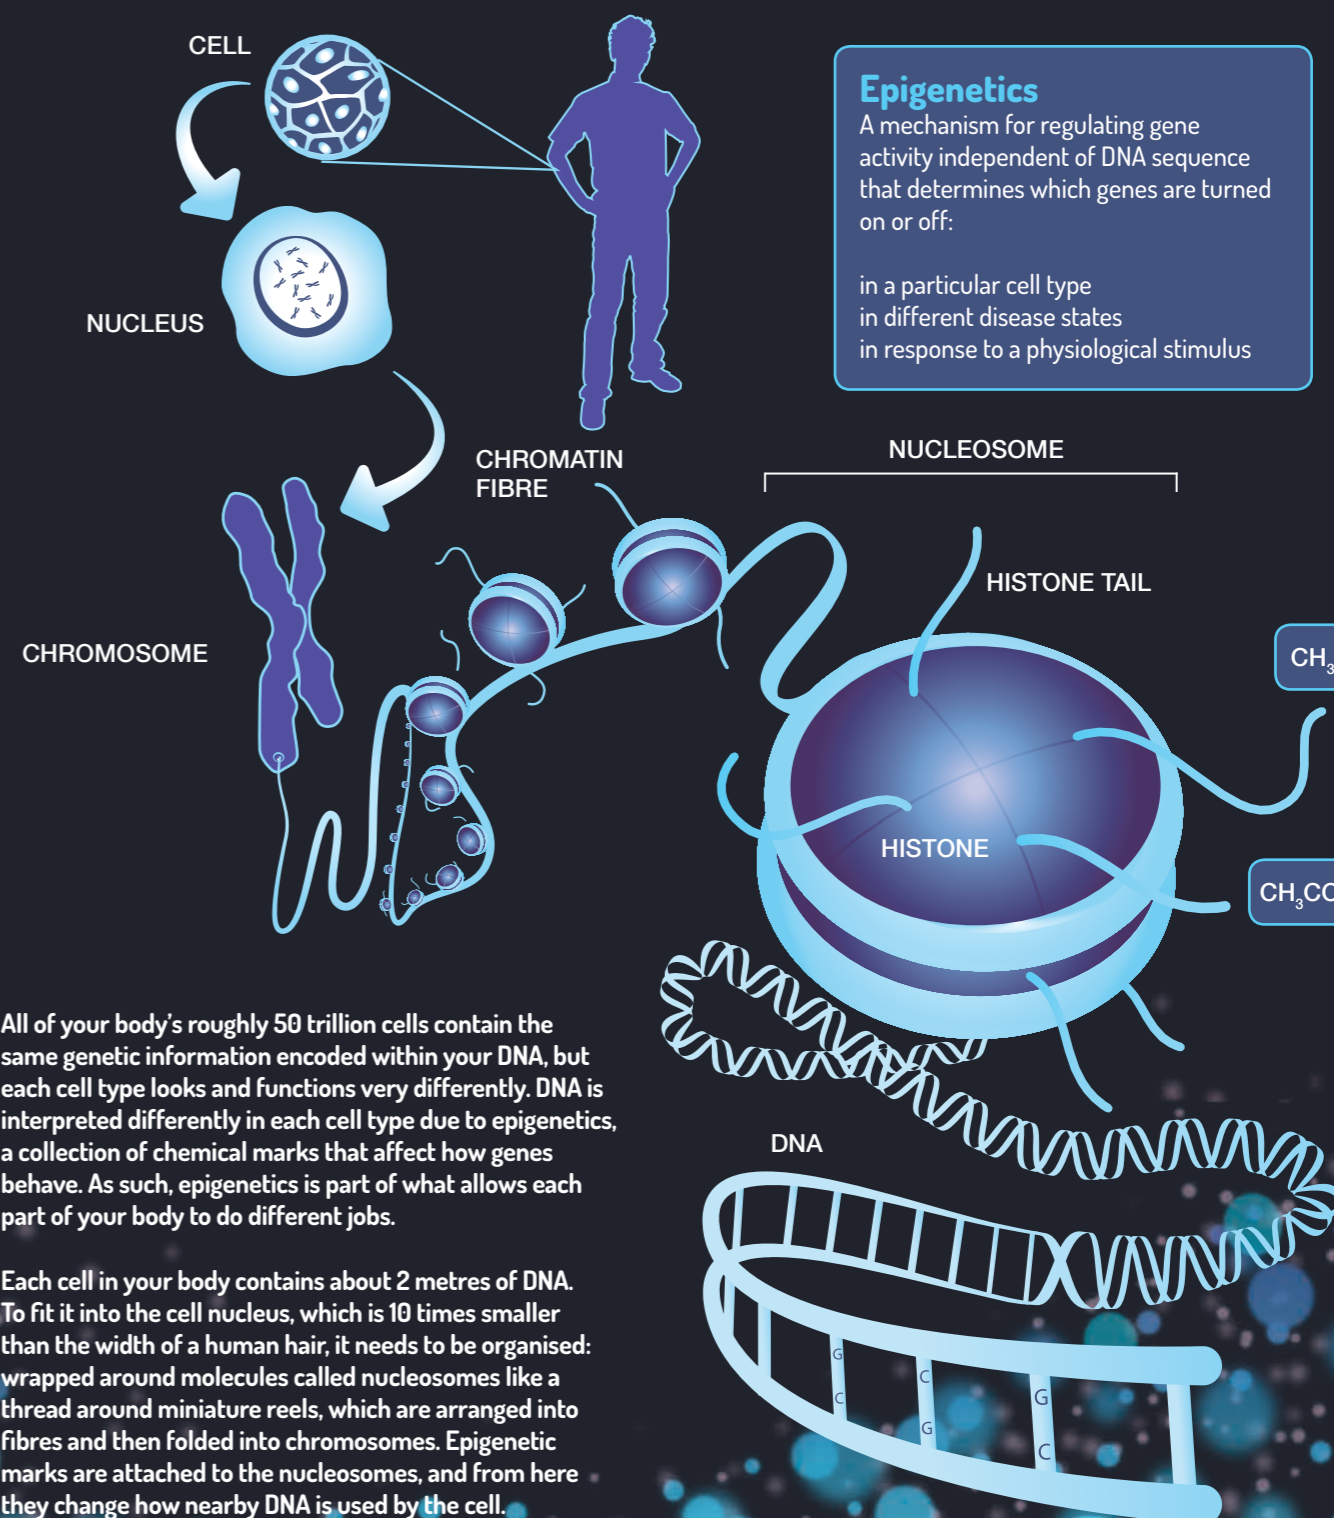 CELL
Epigenetics
A mechanism for regulating gene
activity independent of DNA sequence
that determines which genes are turned
on or off:
in a particular cell type
in different disease states
in response to a physiological stimulus
NUCLEUS
CHROMATIN
FIBRE
NUCLEOSOME
HISTONE TAIL
CHROMOSOME
CH₃
HISTONE
CH₃CO
All of your body’s roughly 50 trillion cells contain the
same genetic information encoded within your DNA, but
each cell type looks and functions very differently. DNA is
interpreted differently in each cell type due to epigenetics,
a collection of chemical marks that affect how genes
behave. As such, epigenetics is part of what allows each
part of your body to do different jobs.
Each cell in your body contains about 2 metres of DNA.
To fit it into the cell nucleus, which is 10 times smaller
than the width of a human hair, it needs to be organised:
wrapped around molecules called nucleosomes like a
thread around miniature reels, which are arranged into
fibres and then folded into chromosomes. Epigenetic
marks are attached to the nucleosomes, and from here
they change how nearby DNA is used by the cell.
DNA
G
C
C
G
G
C